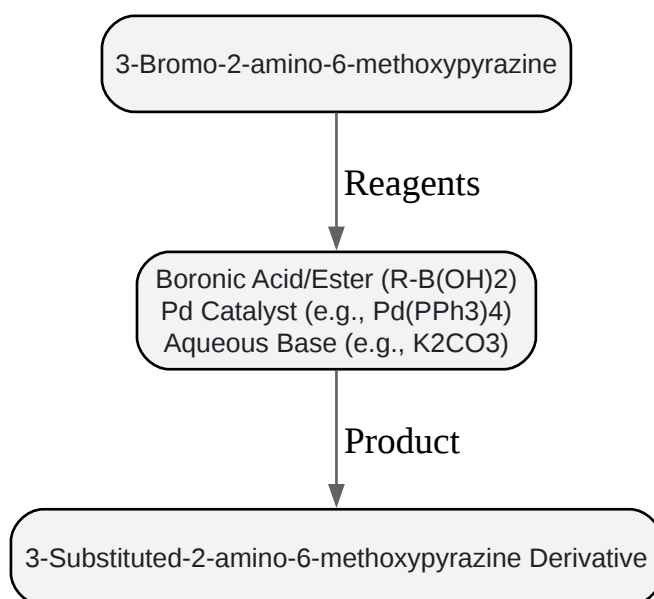 3-Bromo-2-amino-6-methoxypyrazine
Reagents
Boronic Acid/Ester (R-B(OH)2)
Pd Catalyst (e.g., Pd(PPh3)4)
Aqueous Base (e.g., K2CO3)
Product
3-Substituted-2-amino-6-methoxypyrazine Derivative